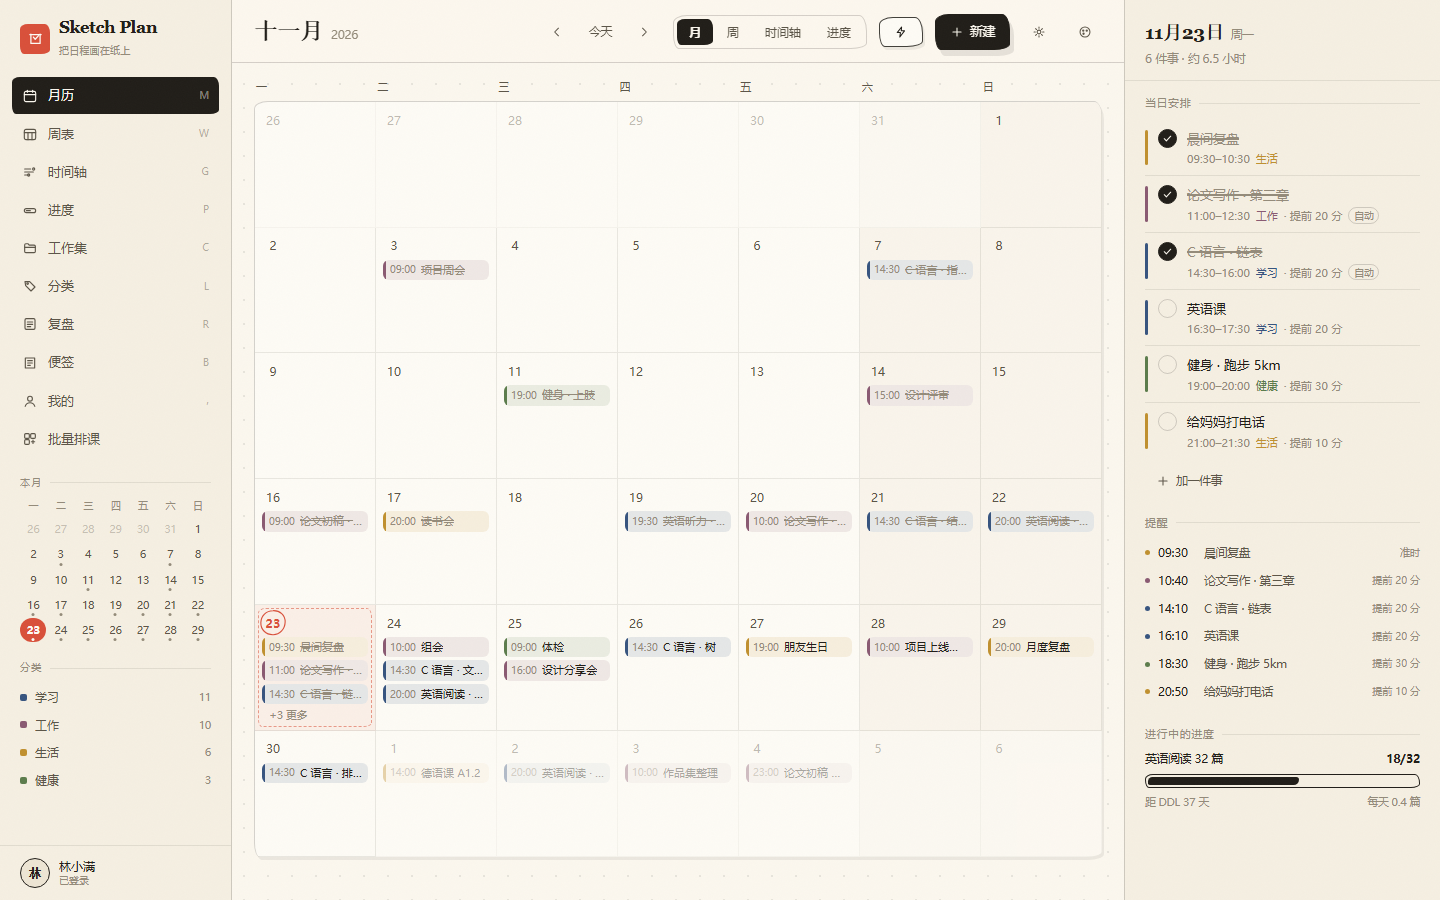 Sketch Plan
把日程画在纸上
月历 M
周表 W
时间轴 G
进度 P
工作集 C
分类 L
复盘 R
便签 B
我的 ,
批量排课
本月
一 二 三 四 五 六 日
26 27 28 29 30 31 1
2 3 4 5 6 7 8
9 10 11 12 13 14 15
16 17 18 19 20 21 22
23 24 25 26 27 28 29
分类
学习 11
工作 10
生活 6
健康 3
林 林小满
已登录
十一月 2026
今天
月 周 时间轴 进度
新建
一 二 三 四 五 六 日
26 27 28 29 30 31 1
2 3 4 5 6 7 8
09:00 项目周会
14:30 C 语言 · 指...
9 10 11 12 13 14 15
19:00 健身 · 上肢
15:00 设计评审
16 17 18 19 20 21 22
09:00 论文初稿 -...
20:00 读书会
19:30 英语听力 -...
10:00 论文写作 -...
14:30 C 语言 · 结...
20:00 英语阅读 -...
23 24 25 26 27 28 29
09:30 晨间复盘
11:00 论文写作 -...
14:30 C 语言 · 链...
+3 更多
10:00 组会
14:30 C 语言 · 文...
20:00 英语阅读 · ...
09:00 体检
16:00 设计分享会
14:30 C 语言 · 树
19:00 朋友生日
10:00 项目上线...
20:00 月度复盘
30 1 2 3 4 5 6
14:30 C 语言 · 排...
14:00 德语课 A1.2
20:00 英语阅读 · ...
10:00 作品集整理
23:00 论文初稿 ...
11月23日 周一
6 件事 · 约 6.5 小时
当日安排
晨间复盘
09:30–10:30 生活
论文写作 · 第三章
11:00–12:30 工作 · 提前 20 分 自动
C 语言 · 链表
14:30–16:00 学习 · 提前 20 分 自动
英语课
16:30–17:30 学习 · 提前 20 分
健身 · 跑步 5km
19:00–20:00 健康 · 提前 30 分
给妈妈打电话
21:00–21:30 生活 · 提前 10 分
加一件事
提醒
09:30 晨间复盘 准时
10:40 论文写作 · 第三章 提前 20 分
14:10 C 语言 · 链表 提前 20 分
16:10 英语课 提前 20 分
18:30 健身 · 跑步 5km 提前 30 分
20:50 给妈妈打电话 提前 10 分
进行中的进度
英语阅读 32 篇 18/32
距 DDL 37 天 每天 0.4 篇